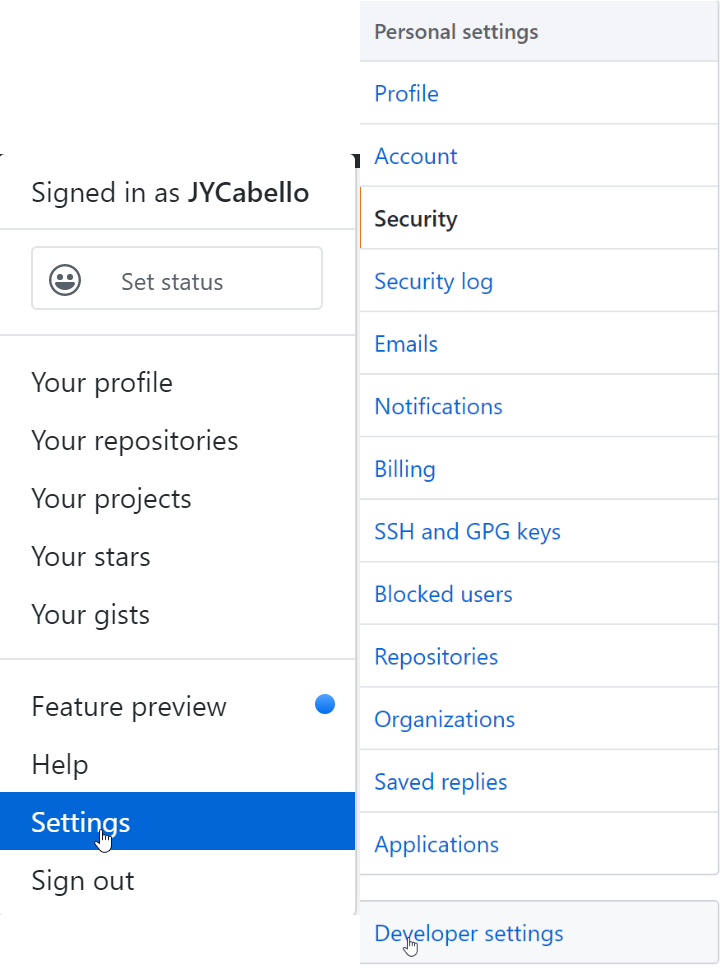 Signed in as JYCabello
Set status
Your profile
Your repositories
Your projects
Your stars
Your gists
Feature preview
Help
Settings
Sign out
Personal settings
Profile
Account
Security
Security log
Emails
Notifications
Billing
SSH and GPG keys
Blocked users
Repositories
Organizations
Saved replies
Applications
Developer settings